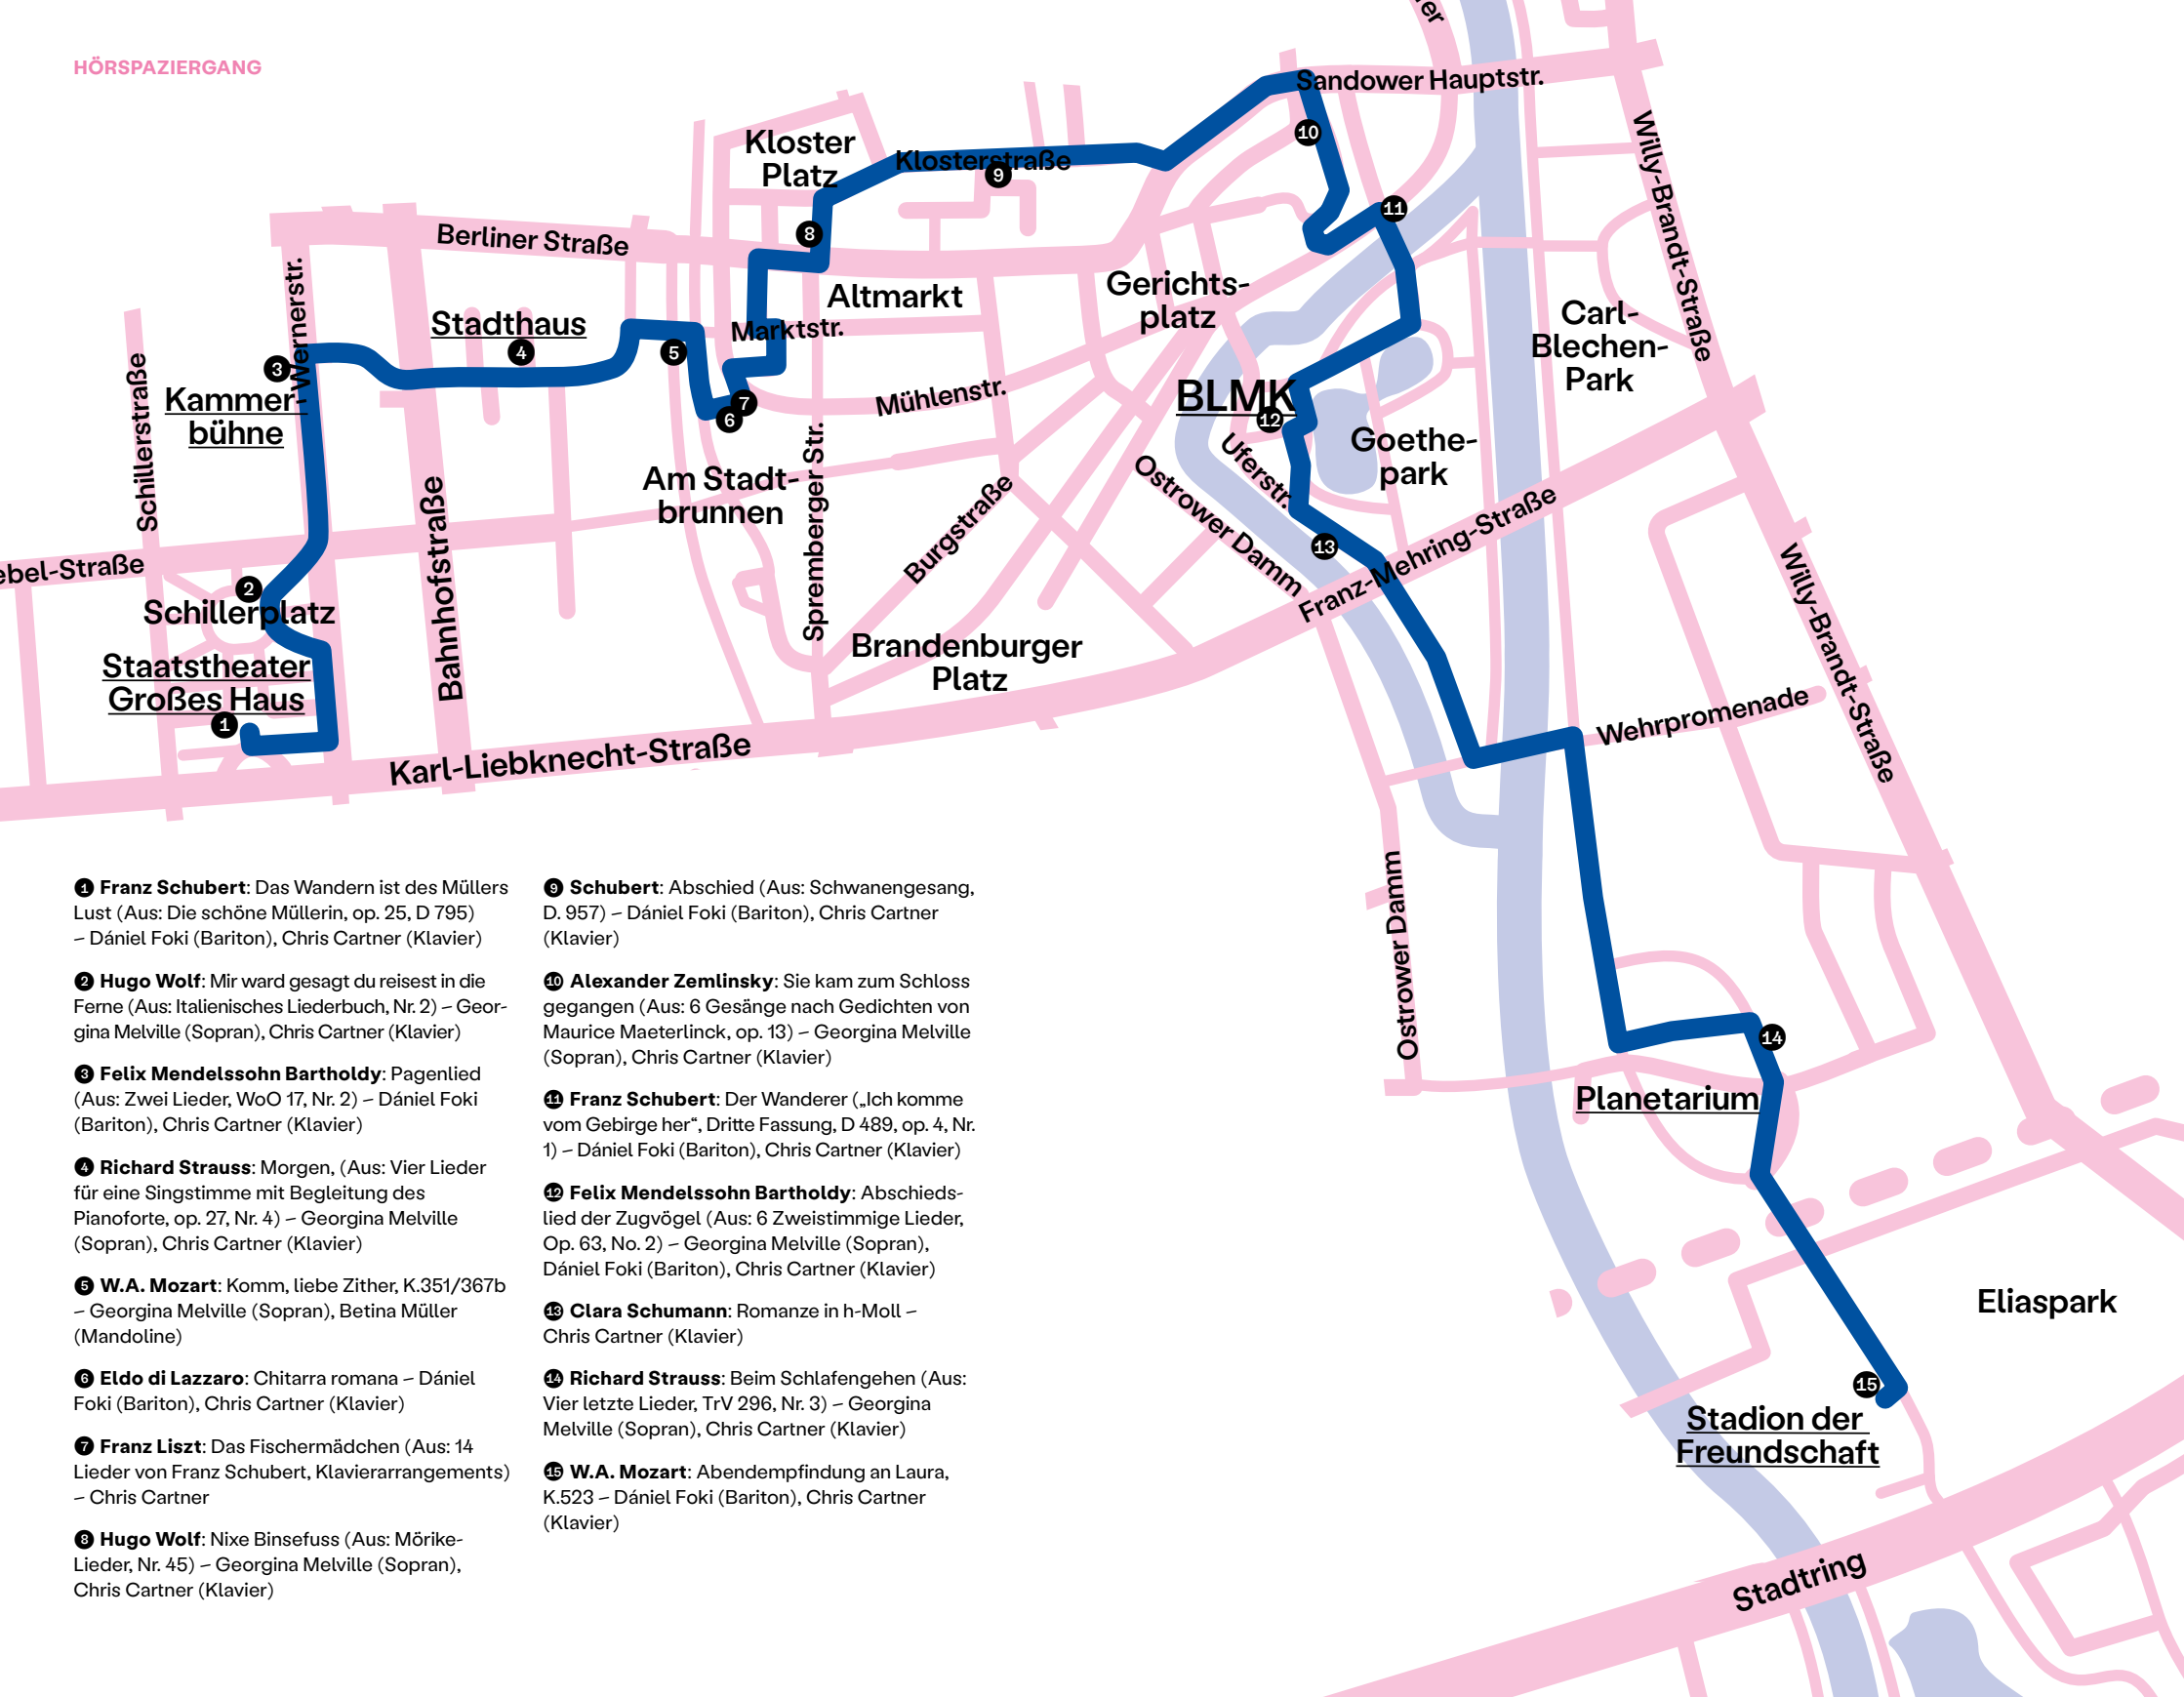 HÖRSPAZIERGANG
Sandower Hauptstr.
Willy-Brandt-Straße
Kloster
Platz
Klosterstraße
10
9
11
8
Berliner Straße
Wernerstr.
Altmarkt
Gerichts-
platz
Carl-
Blechen-
Park
Stadthaus
4
Marktstr.
5
3
Kammer-
bühne
Schillerstraße
Mühlenstr.
7
6
BLMK
12
Goethe-
park
Uferstr.
Ostrower Damm
Am Stadt-
brunnen
Spremberger Str.
Burgstraße
Franz-Mehring-Straße
13
Bahnhofstraße
ebel-Straße
2
Schillerplatz
Staatstheater
Großes Haus
1
Brandenburger
Platz
Karl-Liebknecht-Straße
Wehrpromenade
Willy-Brandt-Straße
Ostrower Damm
14
Planetarium
Eliaspark
15
Stadion der
Freundschaft
Stadtring
1 Franz Schubert: Das Wandern ist des Müllers
Lust (Aus: Die schöne Müllerin, op. 25, D 795)
– Dániel Foki (Bariton), Chris Cartner (Klavier)
2 Hugo Wolf: Mir ward gesagt du reisest in die
Ferne (Aus: Italienisches Liederbuch, Nr. 2) – Geor-
gina Melville (Sopran), Chris Cartner (Klavier)
3 Felix Mendelssohn Bartholdy: Pagenlied
(Aus: Zwei Lieder, WoO 17, Nr. 2) – Dániel Foki
(Bariton), Chris Cartner (Klavier)
4 Richard Strauss: Morgen, (Aus: Vier Lieder
für eine Singstimme mit Begleitung des
Pianoforte, op. 27, Nr. 4) – Georgina Melville
(Sopran), Chris Cartner (Klavier)
5 W.A. Mozart: Komm, liebe Zither, K.351/367b
– Georgina Melville (Sopran), Betina Müller
(Mandoline)
6 Eldo di Lazzaro: Chitarra romana – Dániel
Foki (Bariton), Chris Cartner (Klavier)
7 Franz Liszt: Das Fischermädchen (Aus: 14
Lieder von Franz Schubert, Klavierarrangements)
– Chris Cartner
8 Hugo Wolf: Nixe Binsefuss (Aus: Mörike-
Lieder, Nr. 45) – Georgina Melville (Sopran),
Chris Cartner (Klavier)
9 Schubert: Abschied (Aus: Schwanengesang,
D. 957) – Dániel Foki (Bariton), Chris Cartner
(Klavier)
10 Alexander Zemlinsky: Sie kam zum Schloss
gegangen (Aus: 6 Gesänge nach Gedichten von
Maurice Maeterlinck, op. 13) – Georgina Melville
(Sopran), Chris Cartner (Klavier)
11 Franz Schubert: Der Wanderer („Ich komme
vom Gebirge her“, Dritte Fassung, D 489, op. 4, Nr.
1) – Dániel Foki (Bariton), Chris Cartner (Klavier)
12 Felix Mendelssohn Bartholdy: Abschieds-
lied der Zugvögel (Aus: 6 Zweistimmige Lieder,
Op. 63, No. 2) – Georgina Melville (Sopran),
Dániel Foki (Bariton), Chris Cartner (Klavier)
13 Clara Schumann: Romanze in h-Moll –
Chris Cartner (Klavier)
14 Richard Strauss: Beim Schlafengehen (Aus:
Vier letzte Lieder, TrV 296, Nr. 3) – Georgina
Melville (Sopran), Chris Cartner (Klavier)
15 W.A. Mozart: Abendempfindung an Laura,
K.523 – Dániel Foki (Bariton), Chris Cartner
(Klavier)